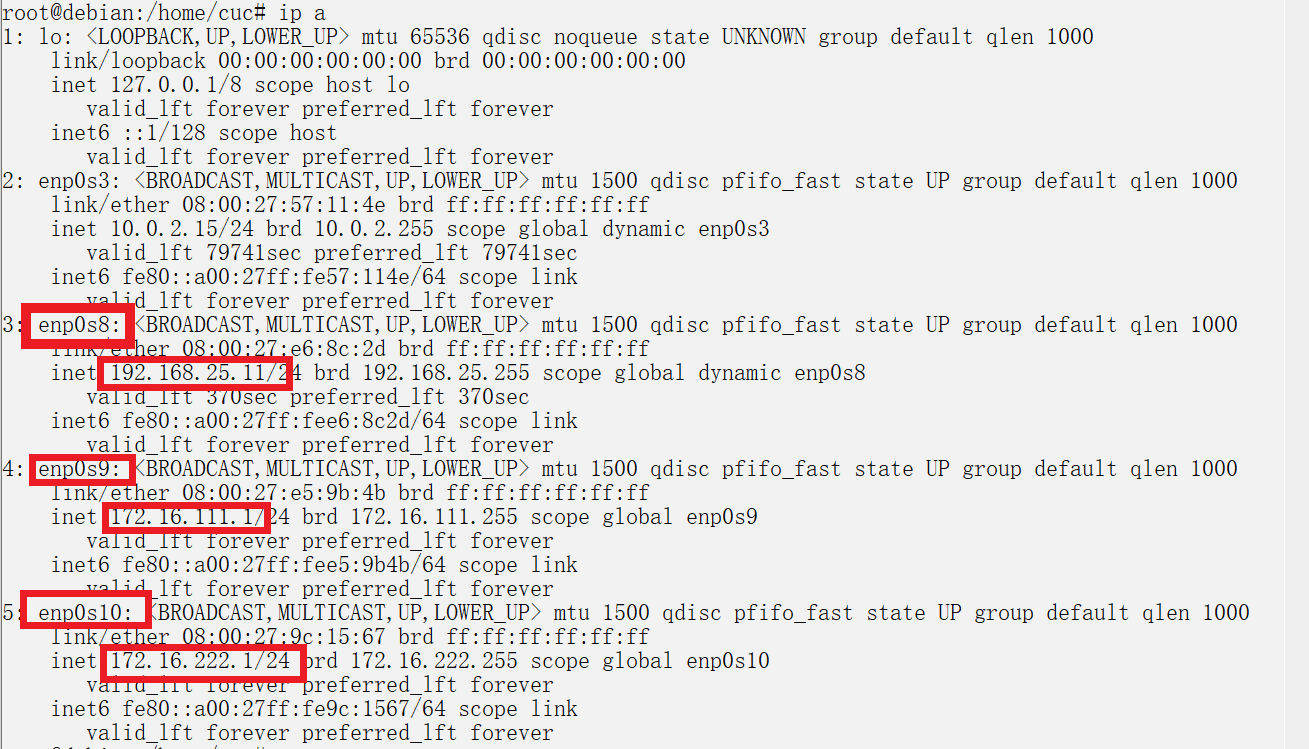 root@debian:/home/cuc# ip a
1: lo: <LOOPBACK,UP,LOWER_UP> mtu 65536 qdisc noqueue state UNKNOWN group default qlen 1000
link/loopback 00:00:00:00:00:00 brd 00:00:00:00:00:00
inet 127.0.0.1/8 scope host lo
valid_lft forever preferred_lft forever
inet6 ::1/128 scope host
valid_lft forever preferred_lft forever
2: enp0s3: <BROADCAST,MULTICAST,UP,LOWER_UP> mtu 1500 qdisc pfifo_fast state UP group default qlen 1000
link/ether 08:00:27:57:11:4e brd ff:ff:ff:ff:ff:ff
inet 10.0.2.15/24 brd 10.0.2.255 scope global dynamic enp0s3
valid_lft 79741sec preferred_lft 79741sec
inet6 fe80::a00:27ff:fe57:114e/64 scope link
valid_lft forever preferred_lft forever
3: enp0s8: <BROADCAST,MULTICAST,UP,LOWER_UP> mtu 1500 qdisc pfifo_fast state UP group default qlen 1000
link/ether 08:00:27:e6:8c:2d brd ff:ff:ff:ff:ff:ff
inet 192.168.25.11/24 brd 192.168.25.255 scope global dynamic enp0s8
valid_lft 370sec preferred_lft 370sec
inet6 fe80::a00:27ff:fee6:8c2d/64 scope link
valid_lft forever preferred_lft forever
4: enp0s9: <BROADCAST,MULTICAST,UP,LOWER_UP> mtu 1500 qdisc pfifo_fast state UP group default qlen 1000
link/ether 08:00:27:e5:9b:4b brd ff:ff:ff:ff:ff:ff
inet 172.16.111.1/24 brd 172.16.111.255 scope global enp0s9
valid_lft forever preferred_lft forever
inet6 fe80::a00:27ff:fee5:9b4b/64 scope link
valid_lft forever preferred_lft forever
5: enp0s10: <BROADCAST,MULTICAST,UP,LOWER_UP> mtu 1500 qdisc pfifo_fast state UP group default qlen 1000
link/ether 08:00:27:9c:15:67 brd ff:ff:ff:ff:ff:ff
inet 172.16.222.1/24 brd 172.16.222.255 scope global enp0s10
valid_lft forever preferred_lft forever
inet6 fe80::a00:27ff:fe9c:1567/64 scope link
valid_lft forever preferred_lft forever